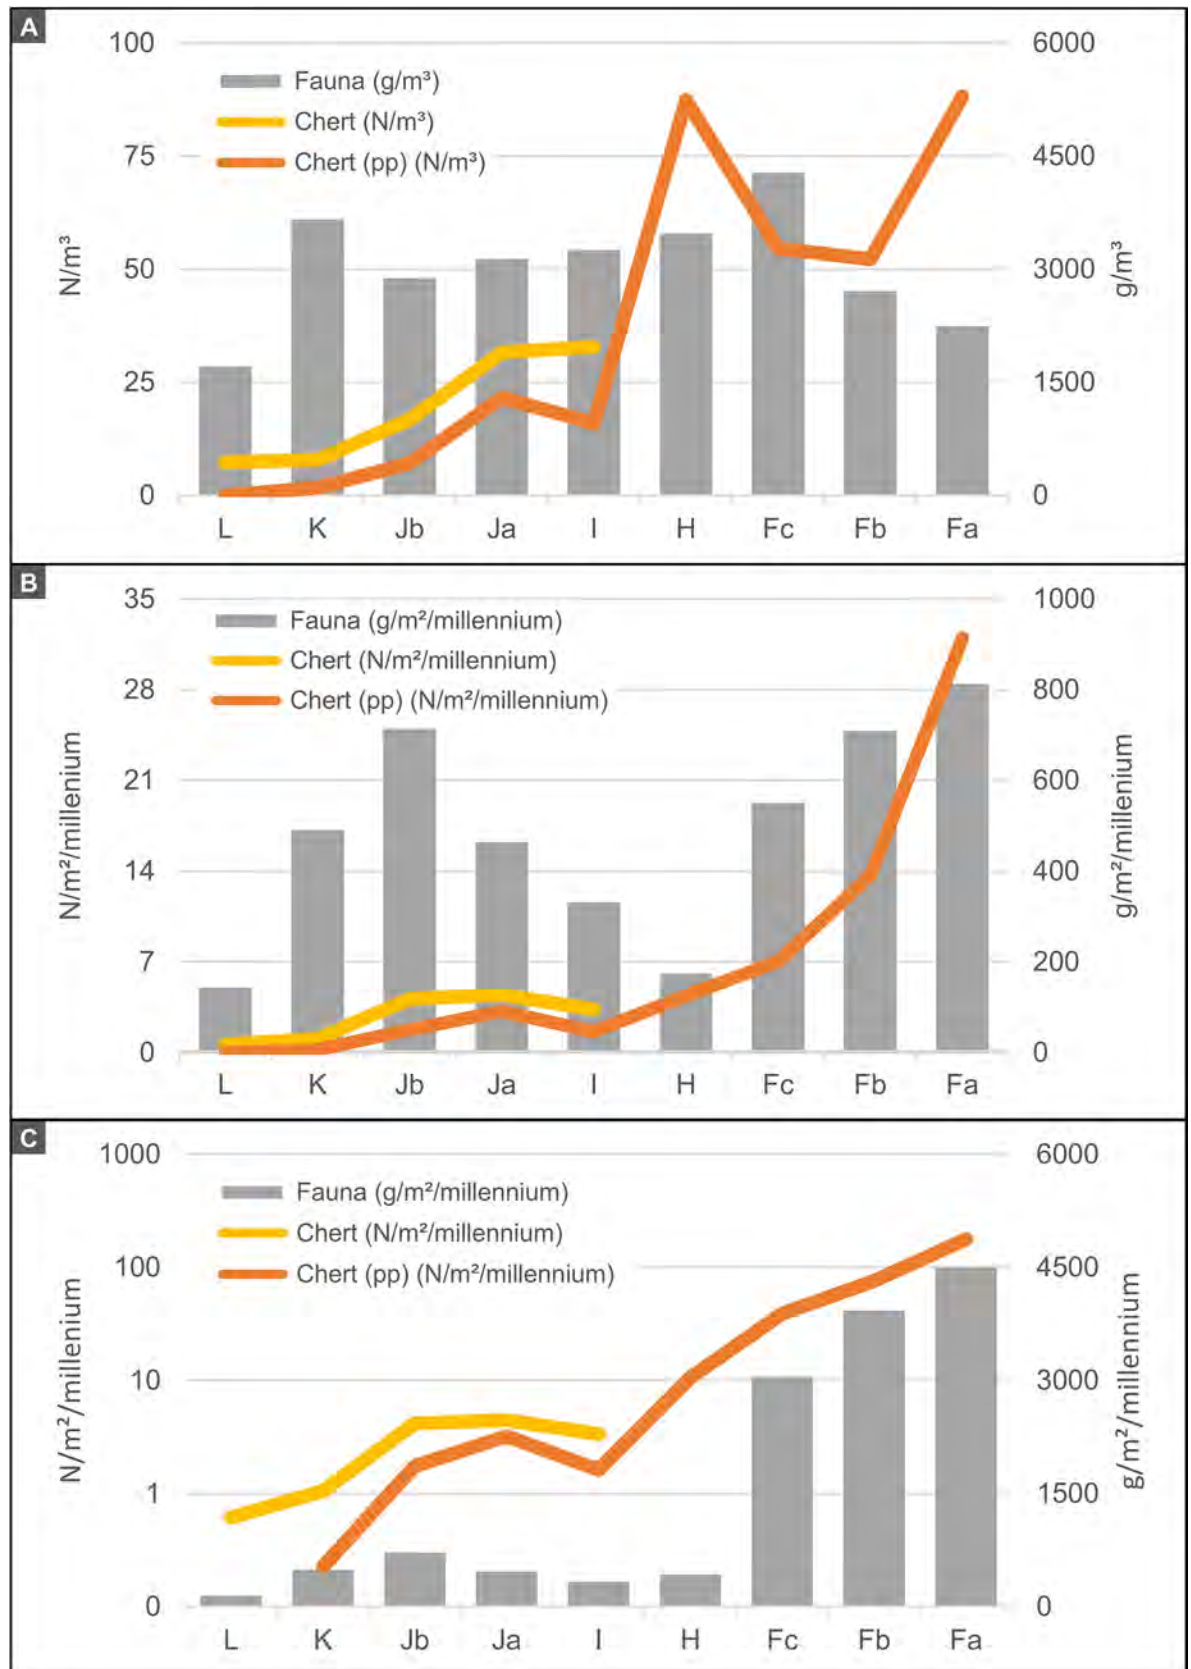 A
100 6000
Fauna (g/m³)
Chert (N/m³)
Chert (pp) (N/m³)
75 4500
N/m³
50 3000
g/m³
25 1500
0 0
L K Jb Ja I H Fc Fb Fa
B
35 1000
Fauna (g/m²/millennium)
Chert (N/m²/millennium)
Chert (pp) (N/m²/millennium)
28 800
N/m²/millenium
21 600
g/m²/millenium
14 400
7 200
0 0
L K Jb Ja I H Fc Fb Fa
C
1000 6000
Fauna (g/m²/millennium)
Chert (N/m²/millennium)
Chert (pp) (N/m²/millennium)
100 4500
N/m²/millenium
10 3000
g/m²/millennium
1 1500
0 0
L K Jb Ja I H Fc Fb Fa